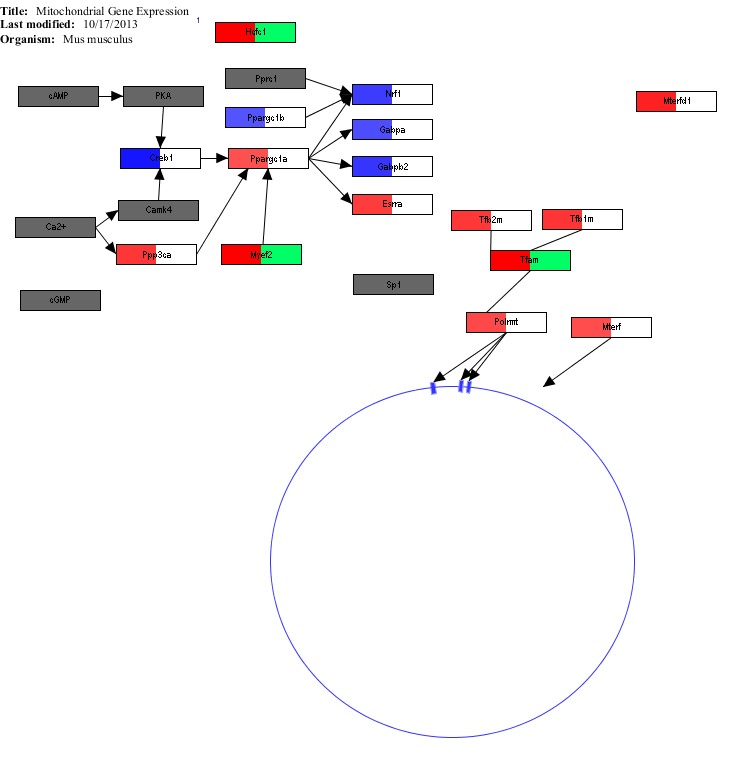 Title: Mitochondrial Gene Expression
Last modified: 10/17/2013
Organism: Mus musculus
1
Hcfc1
Pprc1
cAMP
PKA
Nrf1
Mterfd1
Ppargc1b
Gabpa
Creb1
Ppargc1a
Gabpb2
Esrra
Camk4
Ca2+
Tfb2m
Tfb1m
Ppp3ca
Myef2
Tfam
Sp1
cGMP
Polrmt
Mterf